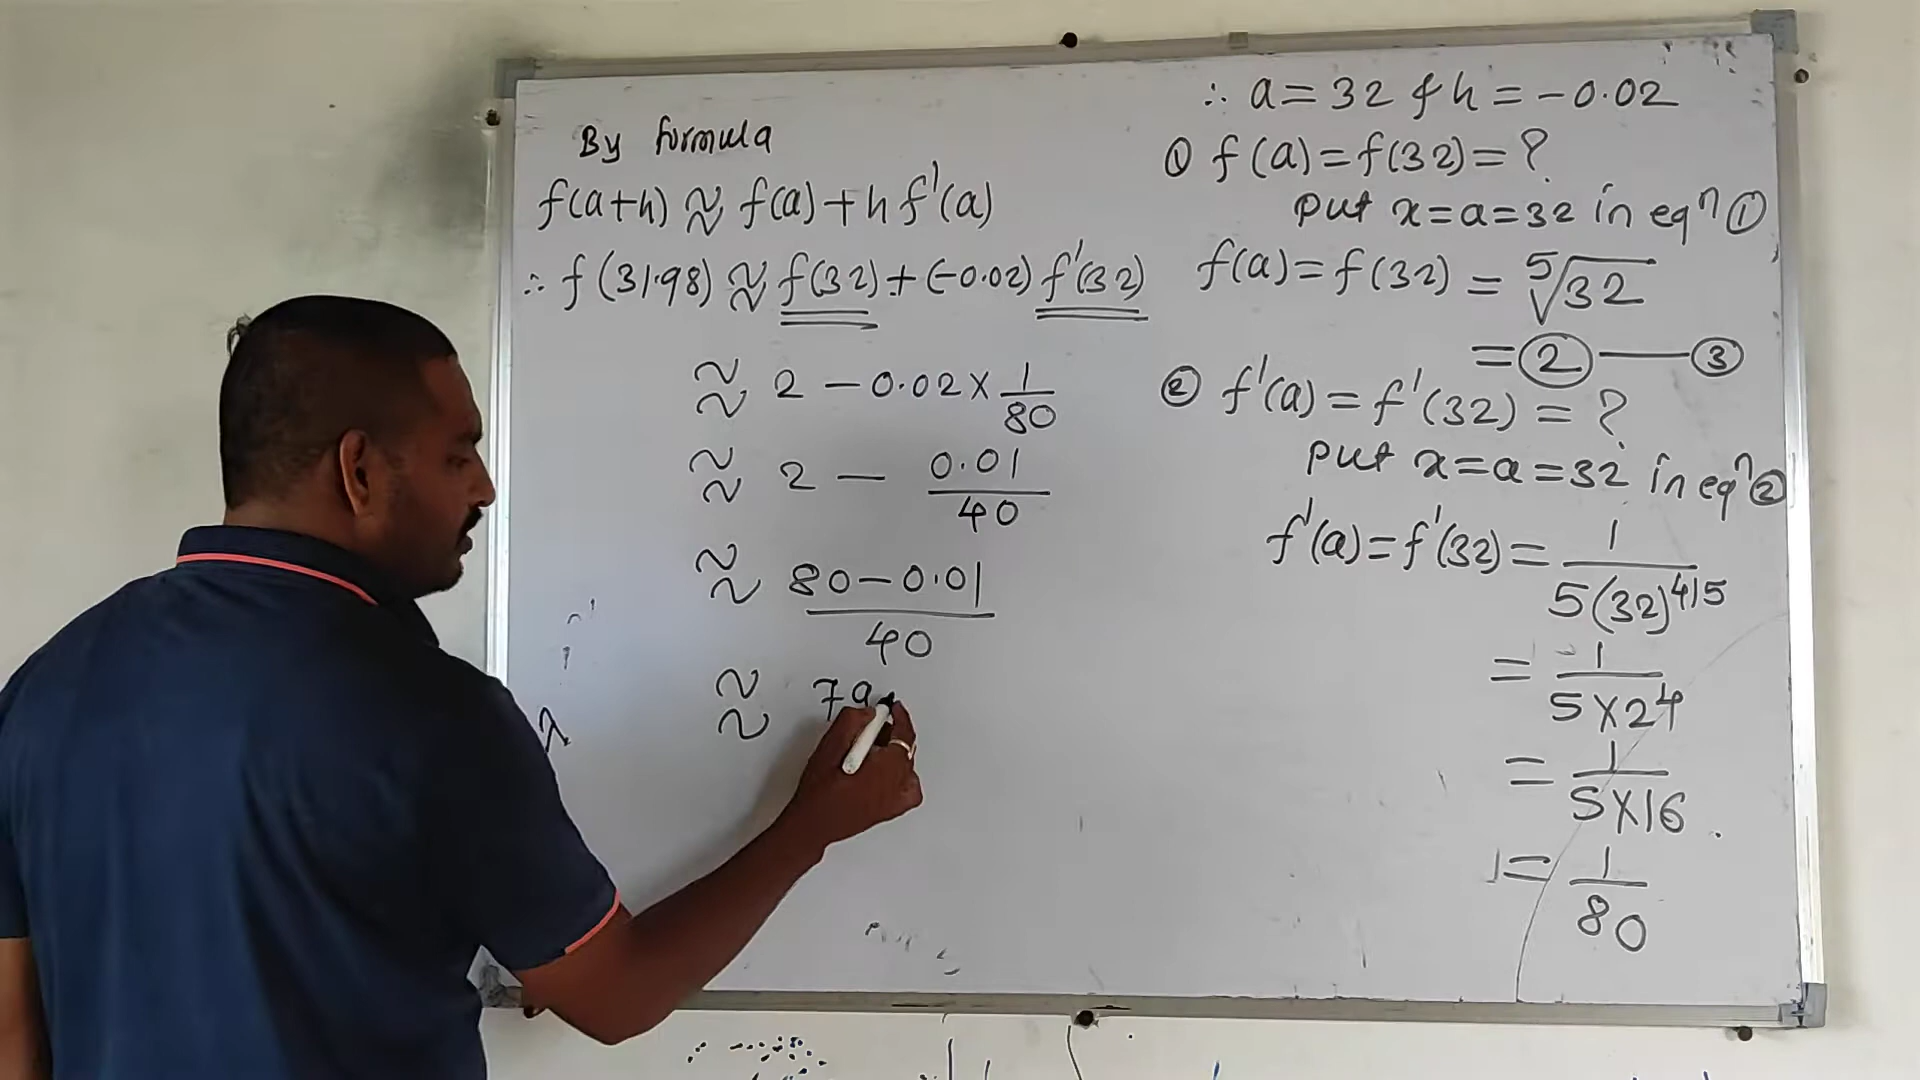 By formula
f(a+h) ≈ f(a)+h f'(a)
∴ f(31.98) ≈ f(32)+(-0.02) f'(32)
≈ 2 - 0.02 × 1/80
≈ 2 - 0.01/40
≈ 80-0.01/40
≈ 79
∴ a=32 & h=-0.02
① f(a)=f(32)=?
put x=a=32 in eqⁿ ①
f(a)=f(32) = ⁵√32
= ② — ③
② f'(a)=f'(32)=?
put x=a=32 in eqⁿ ②
f'(a)=f'(32)= 1/5(32)^4/5
= 1/5×2⁴
= 1/5×16
= 1/80